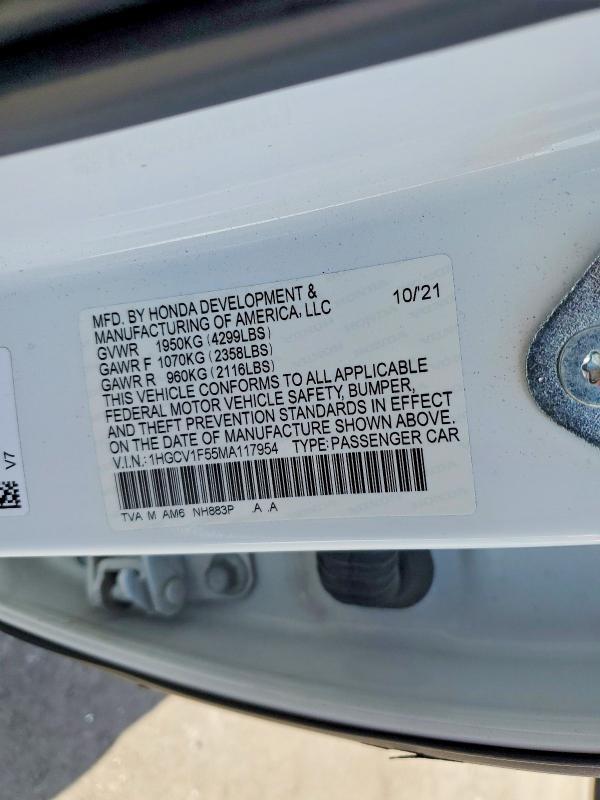 MFD. BY HONDA DEVELOPMENT & 10/21
MANUFACTURING OF AMERICA, LLC
GVWR 1950KG (4299LBS)
GAWR F 1070KG (2358LBS)
GAWR R 960KG (2116LBS)
THIS VEHICLE CONFORMS TO ALL APPLICABLE
FEDERAL MOTOR VEHICLE SAFETY, BUMPER,
AND THEFT PREVENTION STANDARDS IN EFFECT
ON THE DATE OF MANUFACTURE SHOWN ABOVE.
V.I.N.: 1HGCV1F55MA117954 TYPE:PASSENGER CAR
TVA M AM6 NH883P .A .A
V7